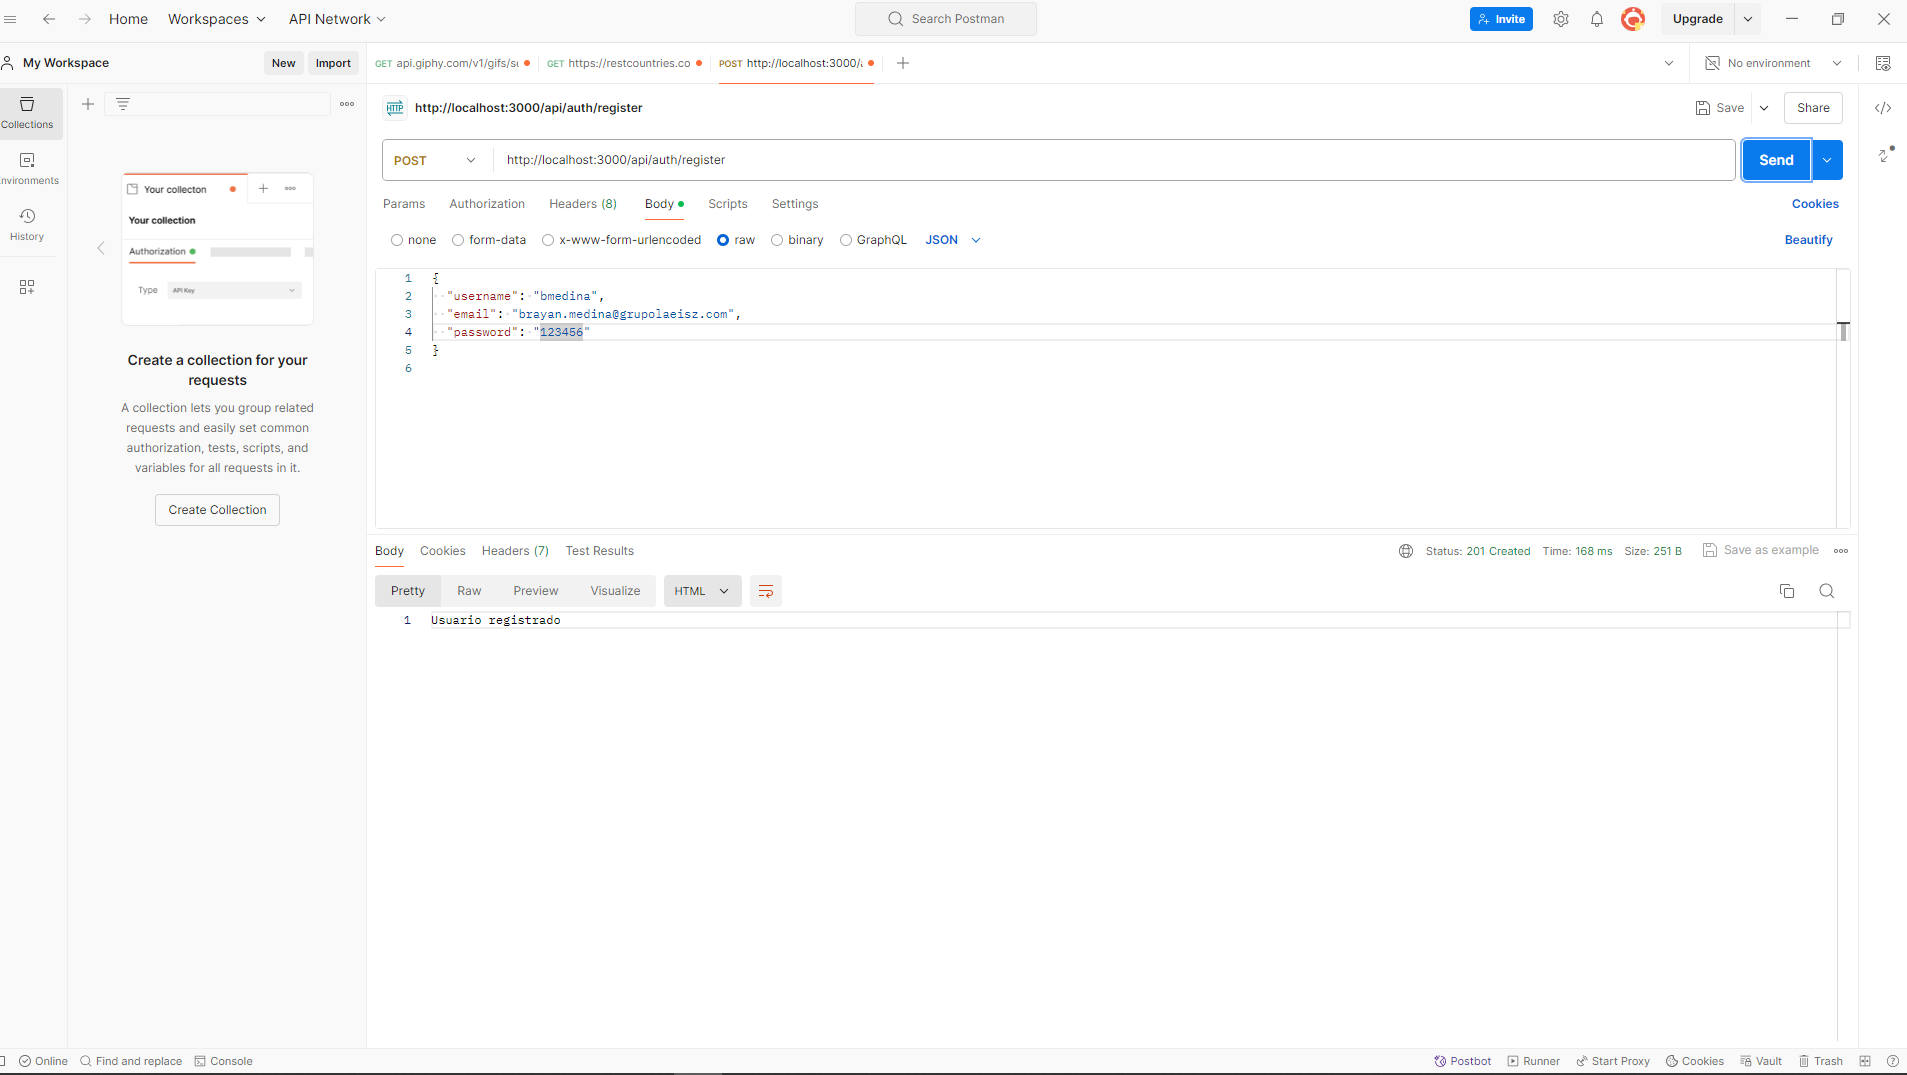 Home Workspaces API Network Search Postman Invite Upgrade
My Workspace New Import GET api.giphy.com/v1/gifs/se GET https://restcountries.co POST http://localhost:3000/a No environment
Collections
HTTP http://localhost:3000/api/auth/register Save Share
POST http://localhost:3000/api/auth/register Send
Environments
History
Params Authorization Headers (8) Body Scripts Settings Cookies
none form-data x-www-form-urlencoded raw binary GraphQL JSON Beautify
Your collecton
Your collection
Authorization
Type API Key
Create a collection for your
requests
A collection lets you group related
requests and easily set common
authorization, tests, scripts, and
variables for all requests in it.
Create Collection
1 {
2 "username": "bmedina",
3 "email": "brayan.medina@grupolaeisz.com",
4 "password": "123456"
5 }
6
Body Cookies Headers (7) Test Results Status: 201 Created Time: 168 ms Size: 251 B Save as example
Pretty Raw Preview Visualize HTML
1 Usuario registrado
Online Find and replace Console Postbot Runner Start Proxy Cookies Vault Trash